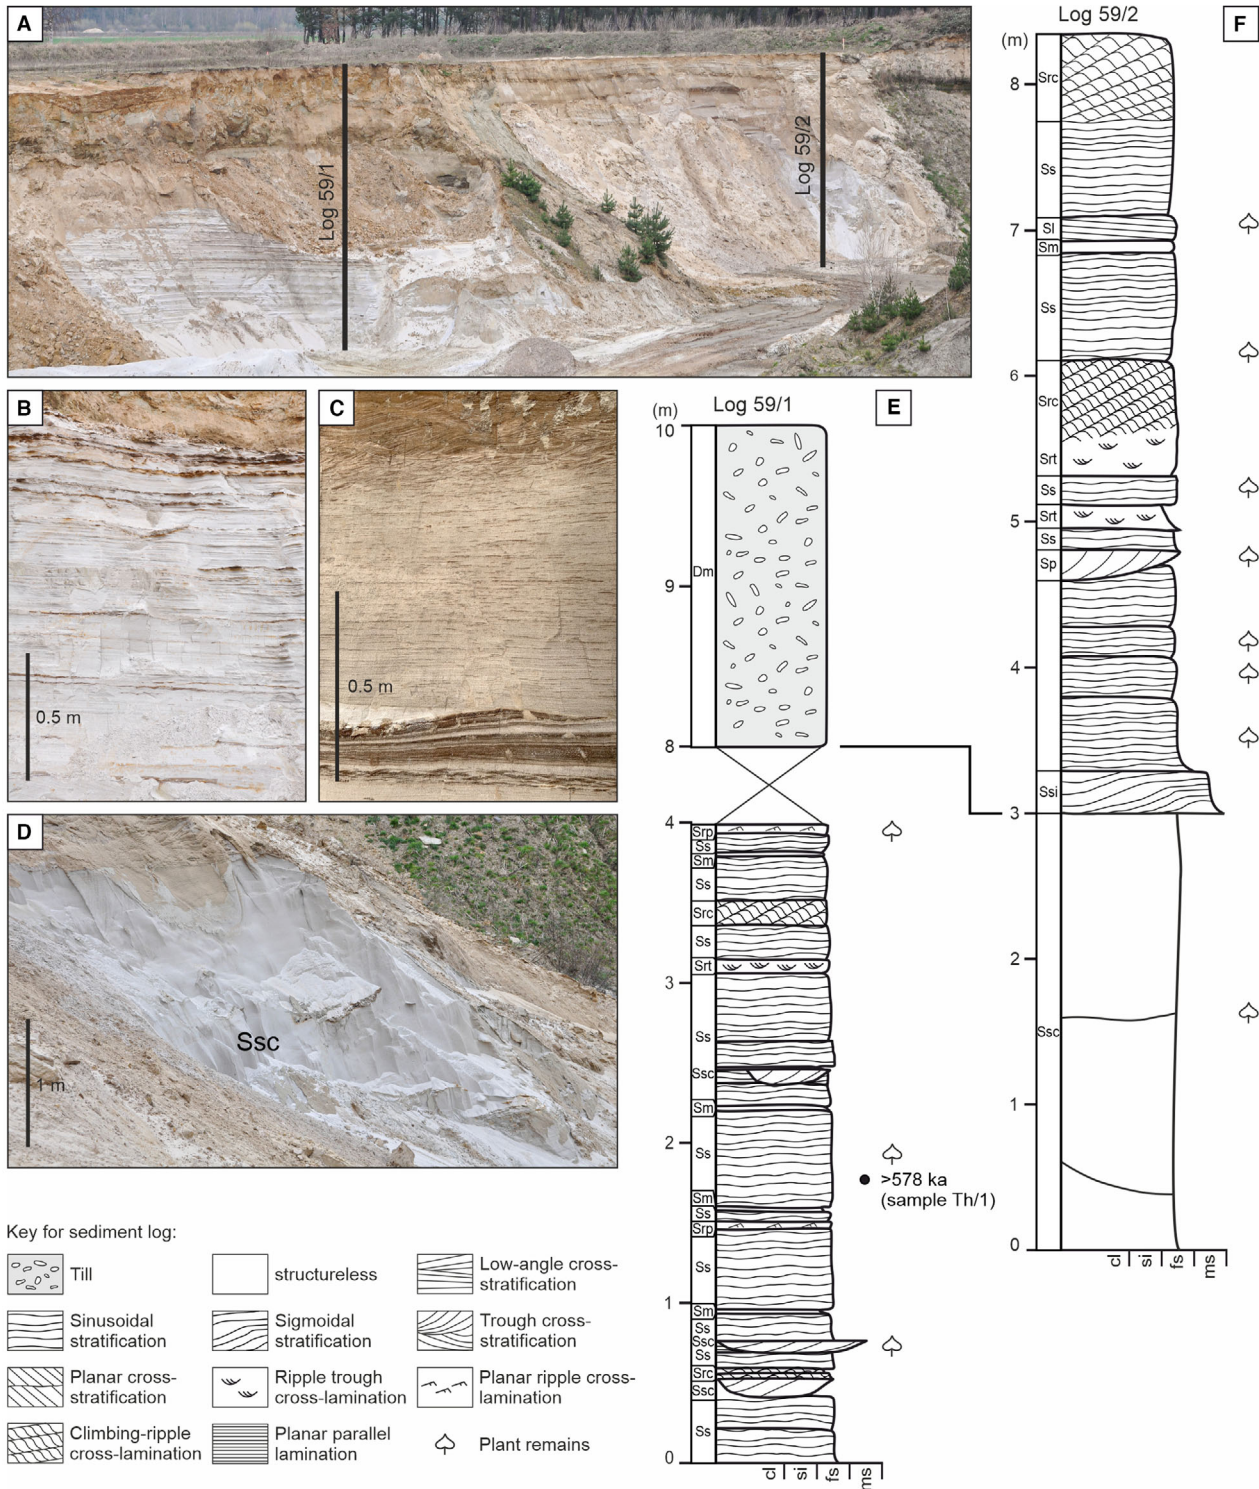 A
Log 59/1
Log 59/2
B
0.5 m
C
0.5 m
D
Ssc
1 m
E
Log 59/1
(m)
10
9
8
Dm
4
3
2
1
0
Srp
Ss
Sm
Ss
Src
Ss
Srt
Ss
Ssc
Sm
Ss
Sm
Ss
Srp
Ss
Sm
Ss
Ssc
Ss
Src
Ssc
Ss
>578 ka
(sample Th/1)
cl
si
fs
ms
F
Log 59/2
(m)
8
7
6
5
4
3
2
1
0
Src
Ss
Sl
Sm
Ss
Src
Srt
Ss
Srt
Ss
Sp
Ssi
Ssc
cl
si
fs
ms
Key for sediment log:
Till
structureless
Low-angle cross-
stratification
Sinusoidal
stratification
Sigmoidal
stratification
Trough cross-
stratification
Planar cross-
stratification
Ripple trough
cross-lamination
Planar ripple cross-
lamination
Climbing-ripple
cross-lamination
Planar parallel
lamination
Plant remains